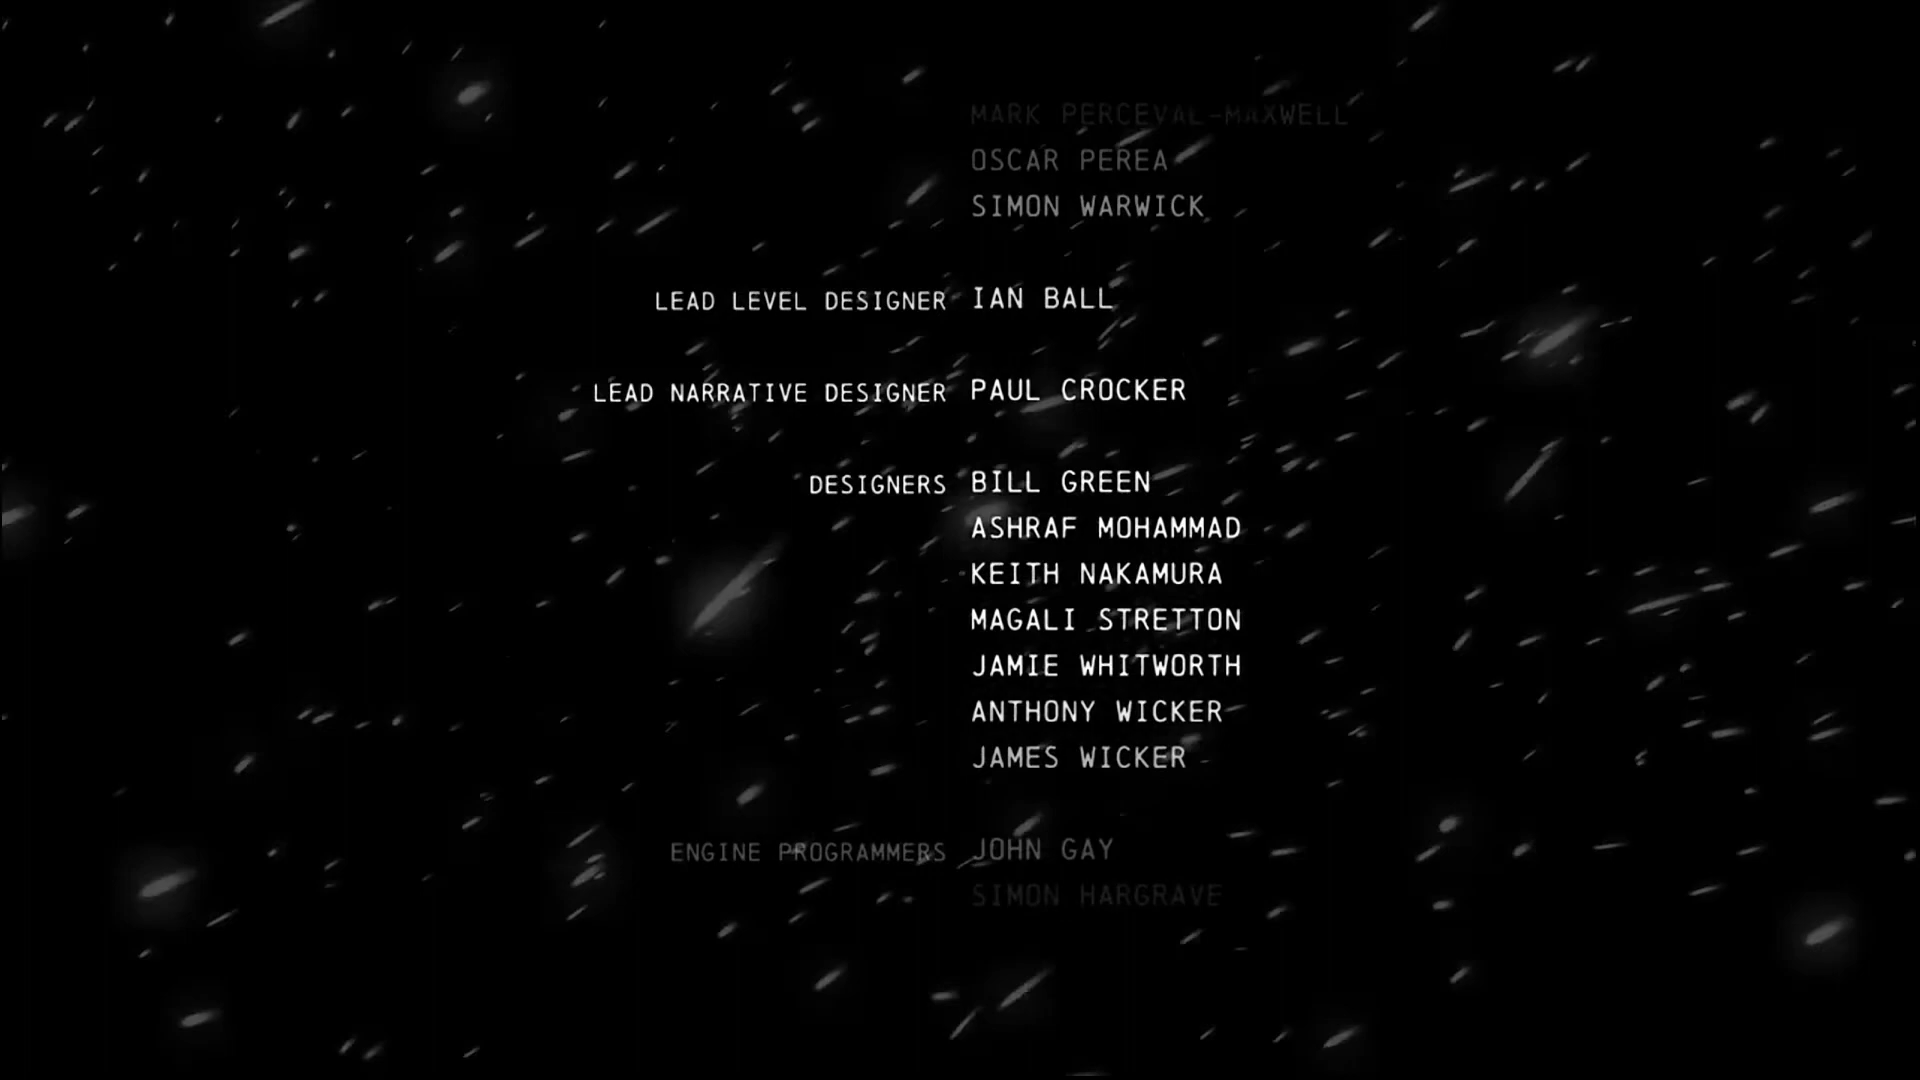 MARK PERCEVAL-MAXWELL
OSCAR PEREA
SIMON WARWICK
LEAD LEVEL DESIGNER IAN BALL
LEAD NARRATIVE DESIGNER PAUL CROCKER
DESIGNERS BILL GREEN
ASHRAF MOHAMMAD
KEITH NAKAMURA
MAGALI STRETTON
JAMIE WHITWORTH
ANTHONY WICKER
JAMES WICKER
ENGINE PROGRAMMERS JOHN GAY
SIMON HARGRAVE